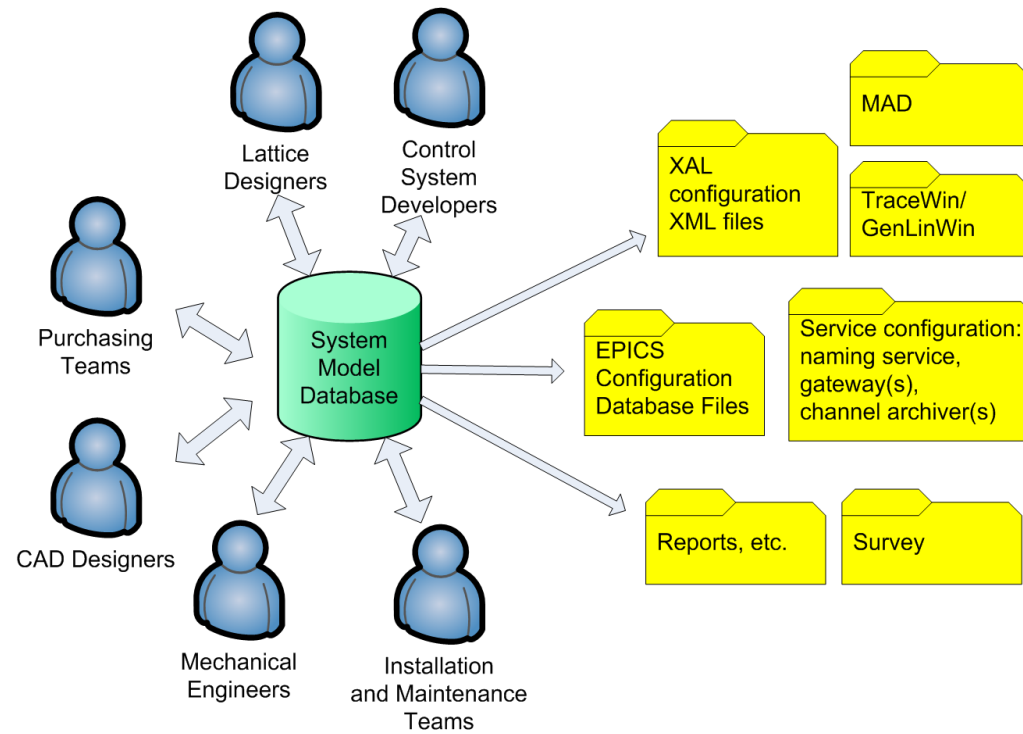 Lattice
Designers
Control
System
Developers
Purchasing
Teams
CAD Designers
Mechanical
Engineers
Installation
and Maintenance
Teams
System
Model
Database
XAL
configuration
XML files
MAD
TraceWin/
GenLinWin
EPICS
Configuration
Database Files
Service configuration:
naming service,
gateway(s),
channel archiver(s)
Reports, etc.
Survey